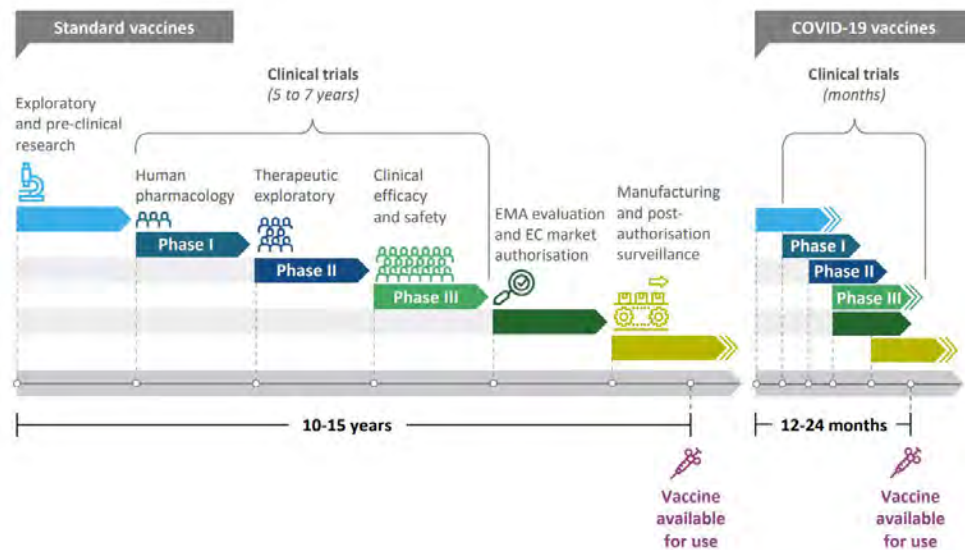 Standard vaccines
Clinical trials
(5 to 7 years)
Exploratory
and pre-clinical
research
Human
pharmacology
Therapeutic
exploratory
Clinical
efficacy
and safety
EMA evaluation
and EC market
authorisation
Manufacturing
and post-
authorisation
surveillance
Phase I
Phase II
Phase III
10-15 years
Vaccine
available
for use
COVID-19 vaccines
Clinical trials
(months)
Phase I
Phase II
Phase III
12-24 months
Vaccine
available
for use